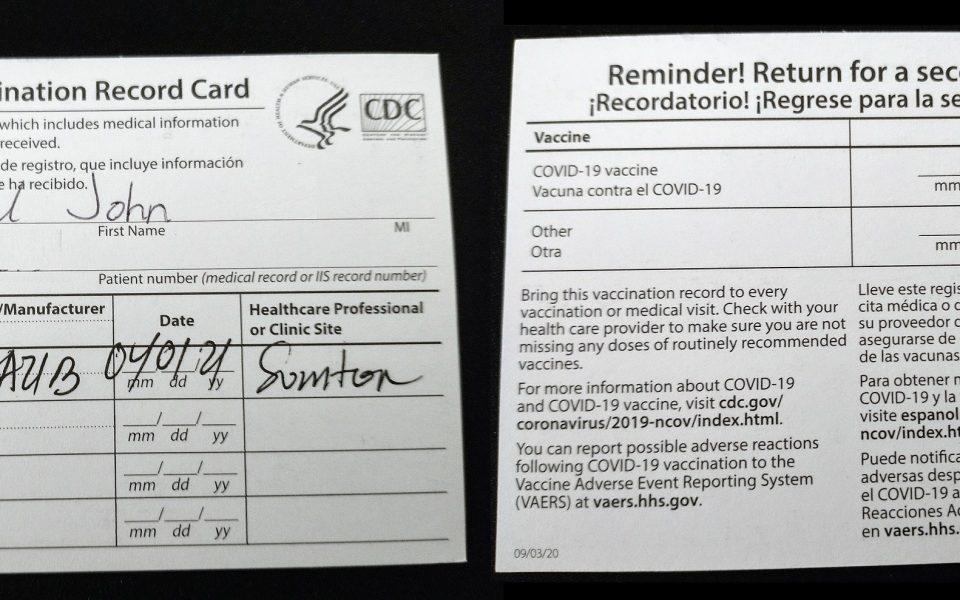 ination Record Card
which includes medical information
received.
de registro, que incluye información
e ha recibido.
John
First Name MI
Patient number (medical record or IIS record number)
/Manufacturer
Date
Healthcare Professional
or Clinic Site
04/01/21
mm dd yy
mm dd yy
mm dd yy
mm dd yy
CDC
Reminder! Return for a seco
¡Recordatorio! ¡Regrese para la se
Vaccine
COVID-19 vaccine
Vacuna contra el COVID-19
mm
Other
Otra
mm
Bring this vaccination record to every
vaccination or medical visit. Check with your
health care provider to make sure you are not
missing any doses of routinely recommended
vaccines.
For more information about COVID-19
and COVID-19 vaccine, visit cdc.gov/
coronavirus/2019-ncov/index.html.
You can report possible adverse reactions
following COVID-19 vaccination to the
Vaccine Adverse Event Reporting System
(VAERS) at vaers.hhs.gov.
Lleve este regis
cita médica o d
su proveedor d
asegurarse de
de las vacunas
Para obtener m
COVID-19 y la
visite espanol
ncov/index.ht
Puede notifica
adversas desp
el COVID-19 a
Reacciones Ad
en vaers.hhs.
09/03/20